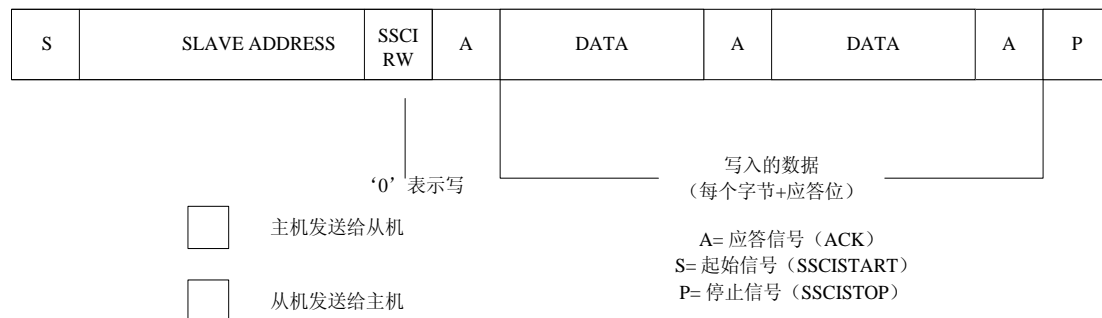 S SLAVE ADDRESS SSCI RW A DATA A DATA A P
‘0’表示写
写入的数据
（每个字节+应答位）
主机发送给从机
A= 应答信号（ACK）
S= 起始信号（SSCISTART）
P= 停止信号（SSCISTOP）
从机发送给主机